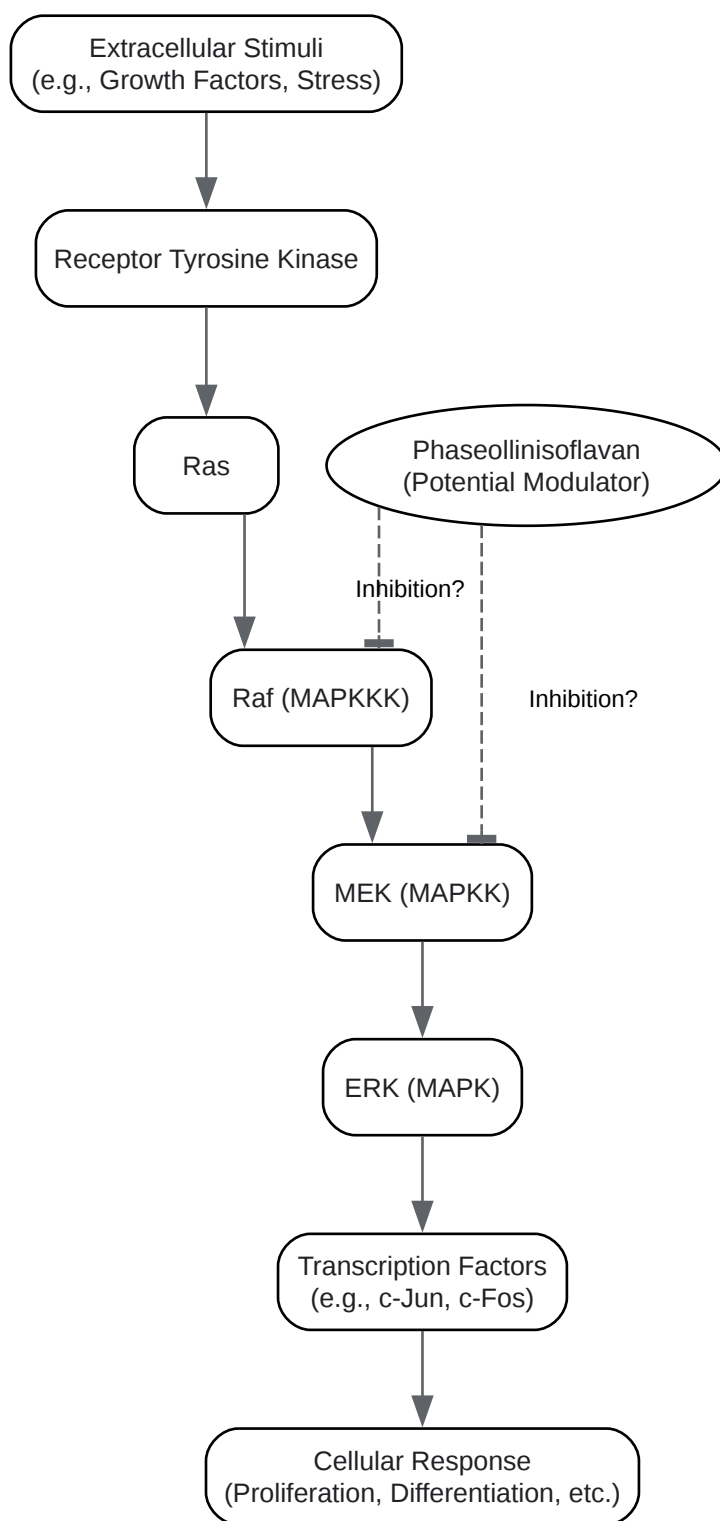 Extracellular Stimuli
(e.g., Growth Factors, Stress)
Receptor Tyrosine Kinase
Ras
Phaseollinisoflavan
(Potential Modulator)
Inhibition?
Raf (MAPKKK)
Inhibition?
MEK (MAPKK)
ERK (MAPK)
Transcription Factors
(e.g., c-Jun, c-Fos)
Cellular Response
(Proliferation, Differentiation, etc.)